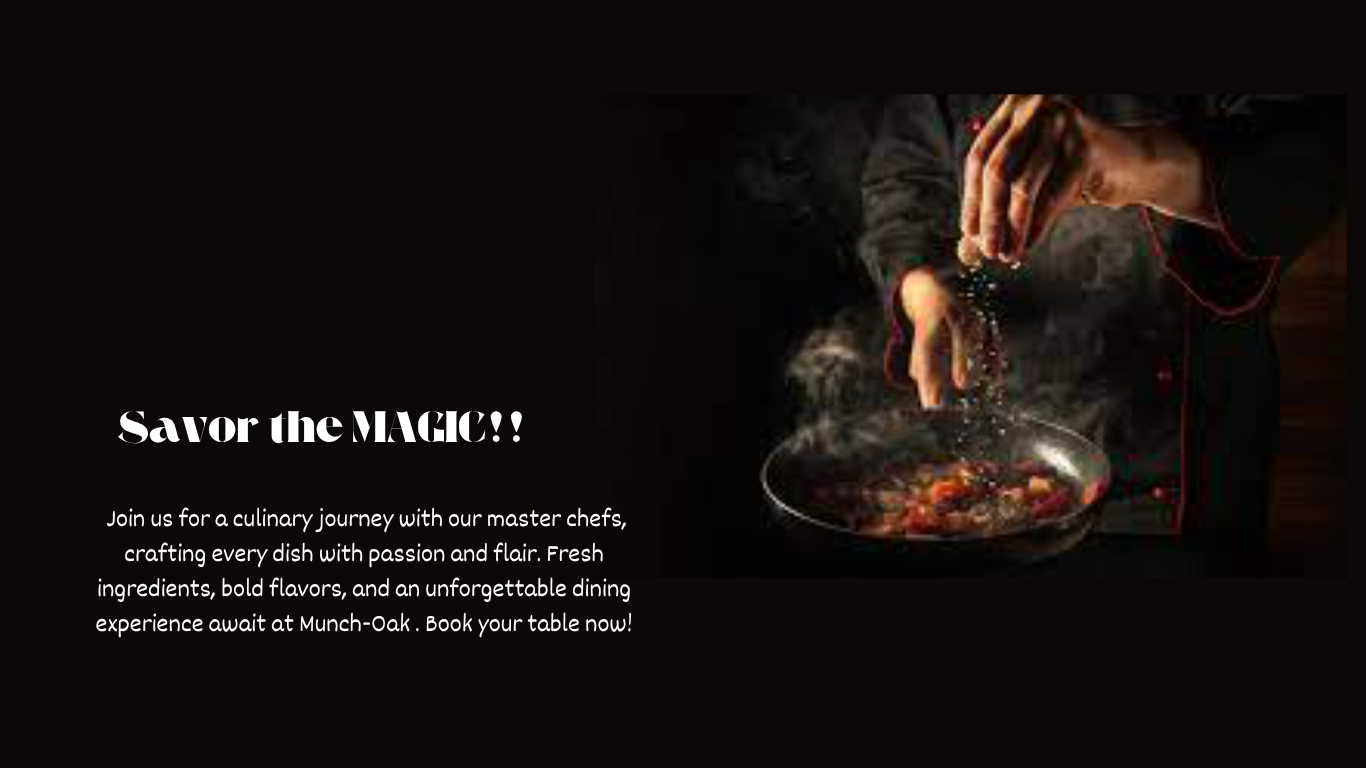 Savor the MAGIC!!
Join us for a culinary journey with our master chefs,
crafting every dish with passion and flair. Fresh
ingredients, bold flavors, and an unforgettable dining
experience await at Munch-Oak . Book your table now!